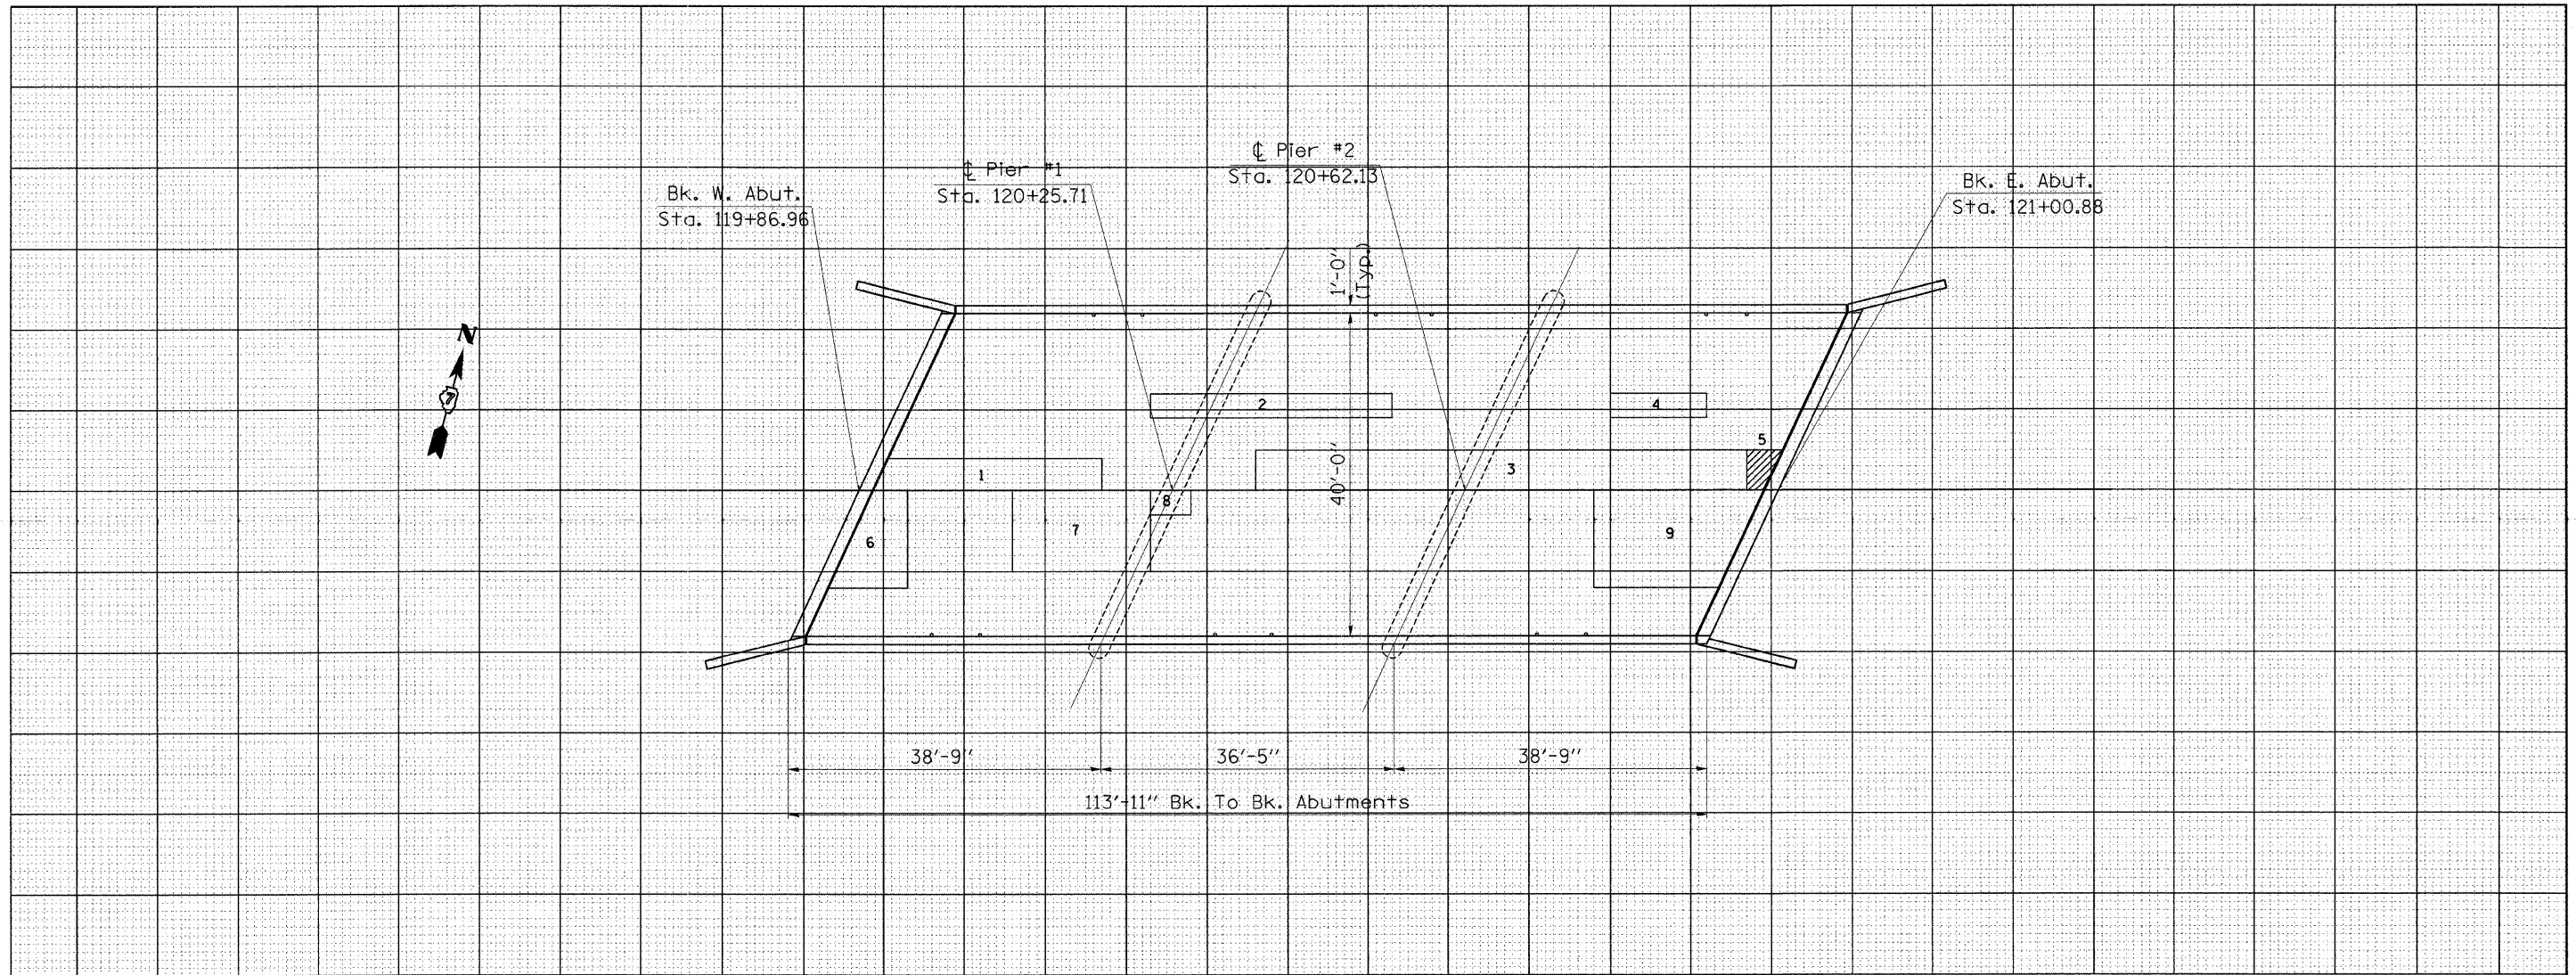 ℄ Pier #2
Sta. 120+62.13
℄ Pier #1
Sta. 120+25.71
Bk. W. Abut.
Sta. 119+86.96
Bk. E. Abut.
Sta. 121+00.88
1'-0"
(Typ.)
N
7
2
4
5
1
3
40'-0"
8
7
6
9
38'-9"
36'-5"
38'-9"
113'-11" Bk. To Bk. Abutments